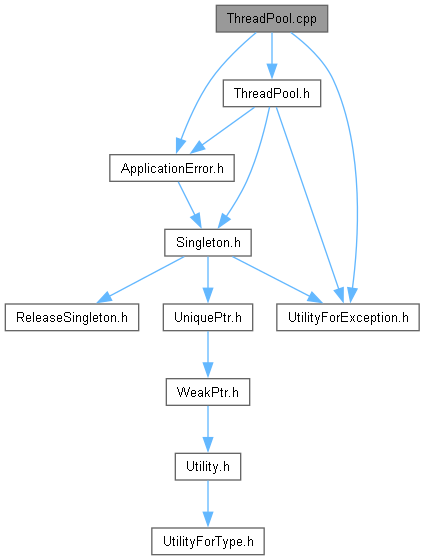 ThreadPool.cpp
ThreadPool.h
ApplicationError.h
Singleton.h
ReleaseSingleton.h
UniquePtr.h
UtilityForException.h
WeakPtr.h
Utility.h
UtilityForType.h